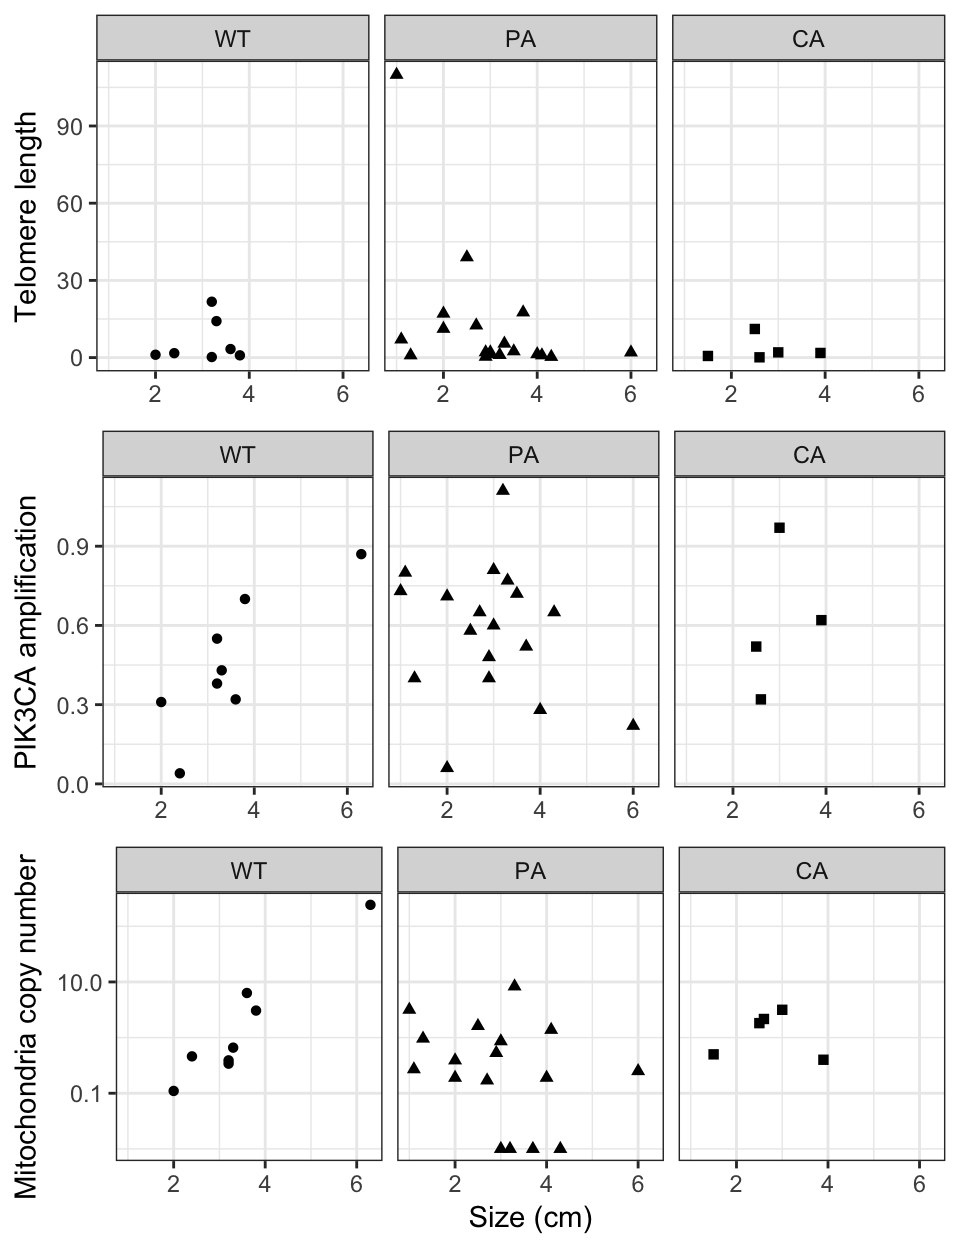 WT PA CA
Telomere length
90
60
30
0
2 4 6 2 4 6 2 4 6
WT PA CA
PIK3CA amplification
0.9
0.6
0.3
0.0
2 4 6 2 4 6 2 4 6
WT PA CA
Mitochondria copy number
10.0
0.1
2 4 6 2 4 6 2 4 6
Size (cm)